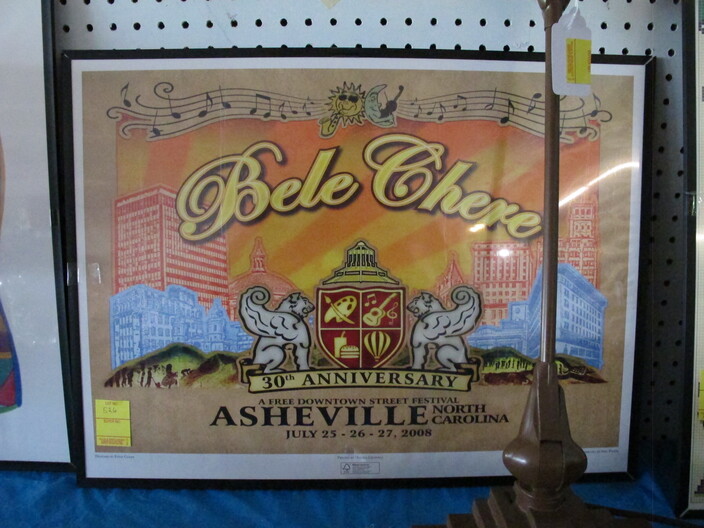 Bele Chere
30th ANNIVERSARY
A FREE DOWNTOWN STREET FESTIVAL
ASHEVILLE NORTH CAROLINA
JULY 25 - 26 - 27, 2008